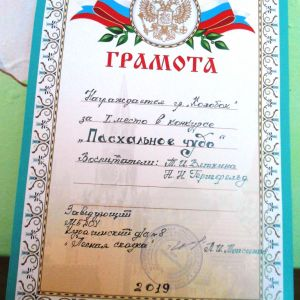 ГРАМОТА
Награждается гр. "Колобок"
за I место в конкурсе
"Пасхальное чудо"
Воспитатели: Т.И.
Н.Н.
Заведующий
МБДОУ
"Лесная сказка"
2019